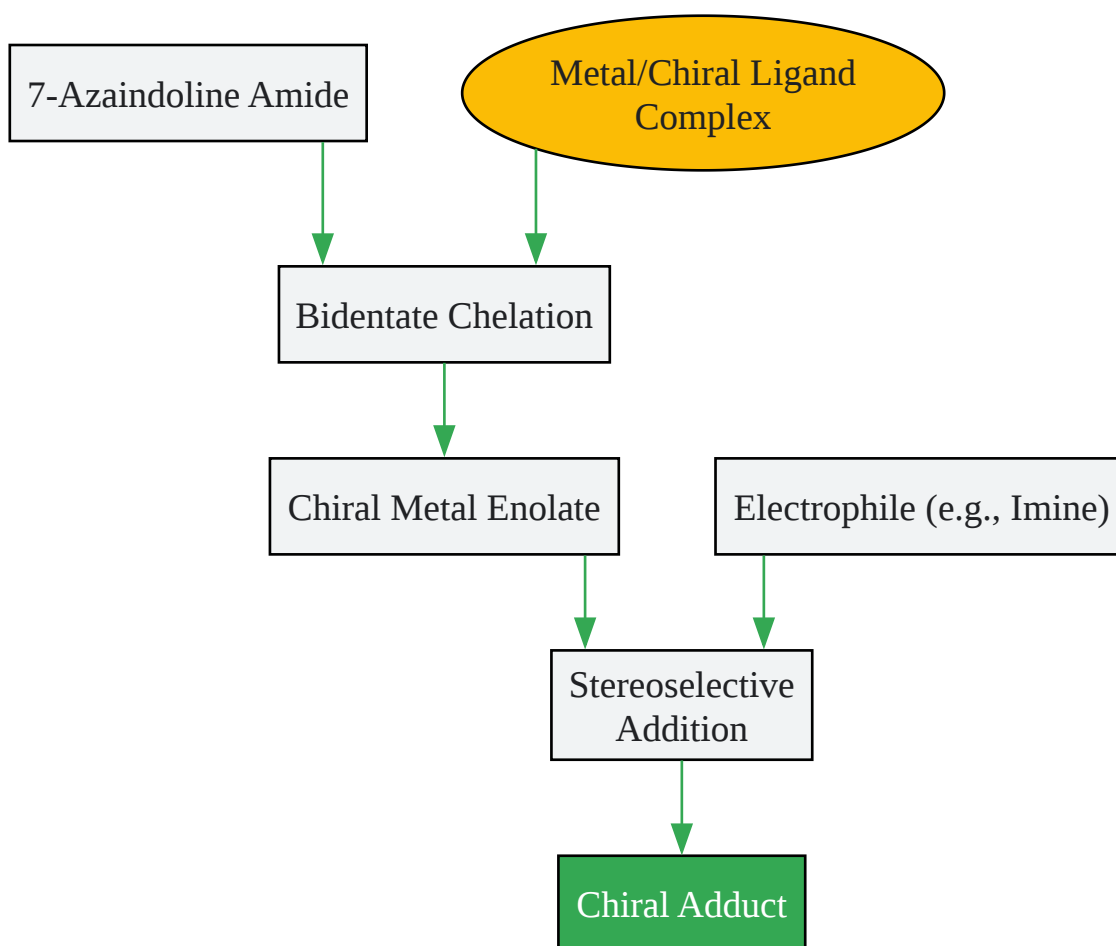 7-Azaindoline Amide
Metal/Chiral Ligand
Complex
Bidentate Chelation
Chiral Metal Enolate
Electrophile (e.g., Imine)
Stereoselective
Addition
Chiral Adduct